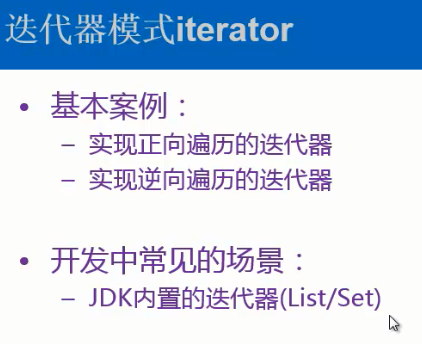 迭代器模式iterator
• 基本案例：
– 实现正向遍历的迭代器
– 实现逆向遍历的迭代器
• 开发中常见的场景：
– JDK内置的迭代器(List/Set)